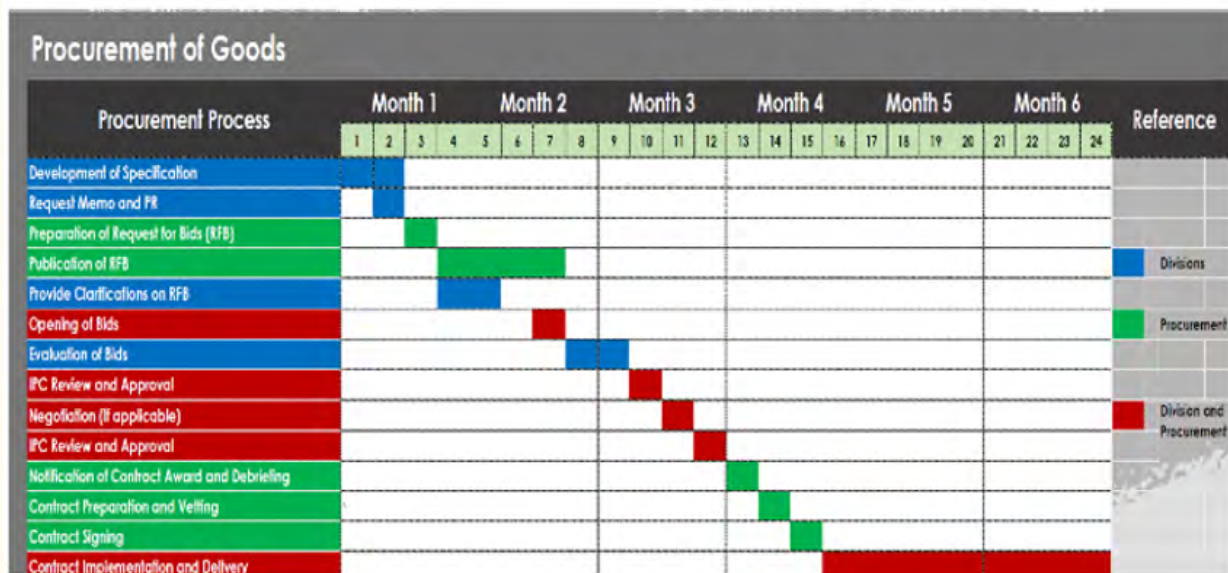 Procurement of Goods
Procurement Process
Month 1 Month 2 Month 3 Month 4 Month 5 Month 6
Reference
1 2 3 4 5 6 7 8 9 10 11 12 13 14 15 16 17 18 19 20 21 22 23 24
Development of Specification
Request Memo and PR
Preparation of Request for Bids (RFB)
Publication of RFB
Divisions
Provide Clarifications on RFB
Opening of Bids
Procurement
Evaluation of Bids
IPC Review and Approval
Negotiation (If applicable)
Division and
Procurement
IPC Review and Approval
Notification of Contract Award and Debriefing
Contract Preparation and Vetting
Contract Signing
Contract Implementation and Delivery